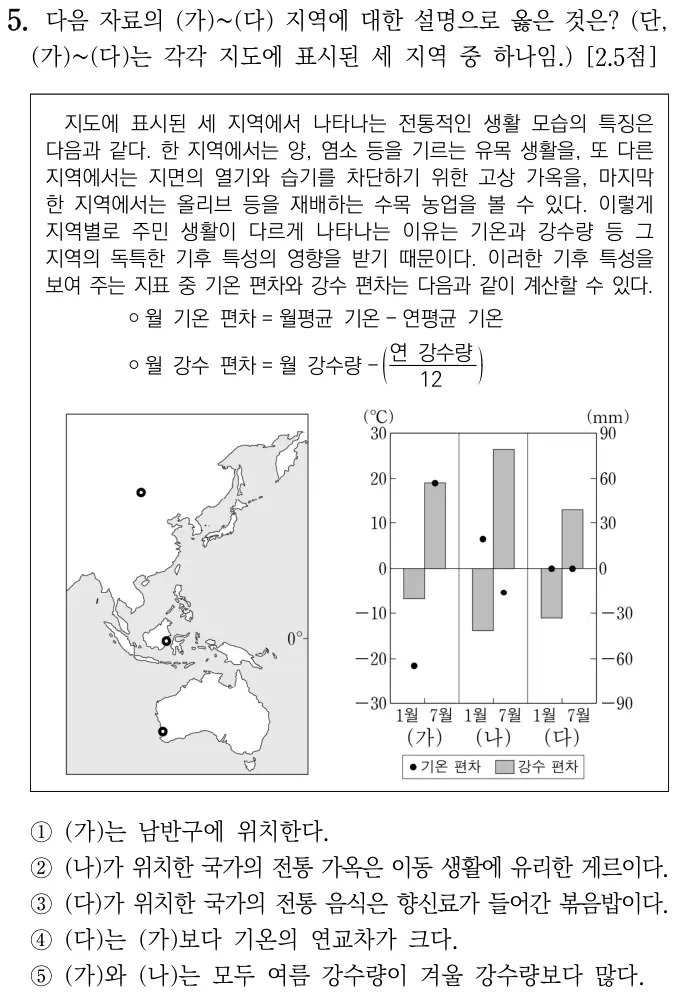 5. 다음 자료의 (가)~(다) 지역에 대한 설명으로 옳은 것은? (단,
(가)~(다)는 각각 지도에 표시된 세 지역 중 하나임.) [2.5점]
지도에 표시된 세 지역에서 나타나는 전통적인 생활 모습의 특징은
다음과 같다. 한 지역에서는 양, 염소 등을 기르는 유목 생활을, 또 다른
지역에서는 지면의 열기와 습기를 차단하기 위한 고상 가옥을, 마지막
한 지역에서는 올리브 등을 재배하는 수목 농업을 볼 수 있다. 이렇게
지역별로 주민 생활이 다르게 나타나는 이유는 기온과 강수량 등 그
지역의 독특한 기후 특성의 영향을 받기 때문이다. 이러한 기후 특성을
보여 주는 지표 중 기온 편차와 강수 편차는 다음과 같이 계산할 수 있다.
○ 월 기온 편차 = 월평균 기온 - 연평균 기온
○ 월 강수 편차 = 월 강수량 - (연 강수량/12)
0°
(℃) (mm)
30 90
20 60
10 30
0 0
-10 -30
-20 -60
-30 -90
1월 7월 1월 7월 1월 7월
(가) (나) (다)
● 기온 편차 강수 편차
① (가)는 남반구에 위치한다.
② (나)가 위치한 국가의 전통 가옥은 이동 생활에 유리한 게르이다.
③ (다)가 위치한 국가의 전통 음식은 향신료가 들어간 볶음밥이다.
④ (다)는 (가)보다 기온의 연교차가 크다.
⑤ (가)와 (나)는 모두 여름 강수량이 겨울 강수량보다 많다.